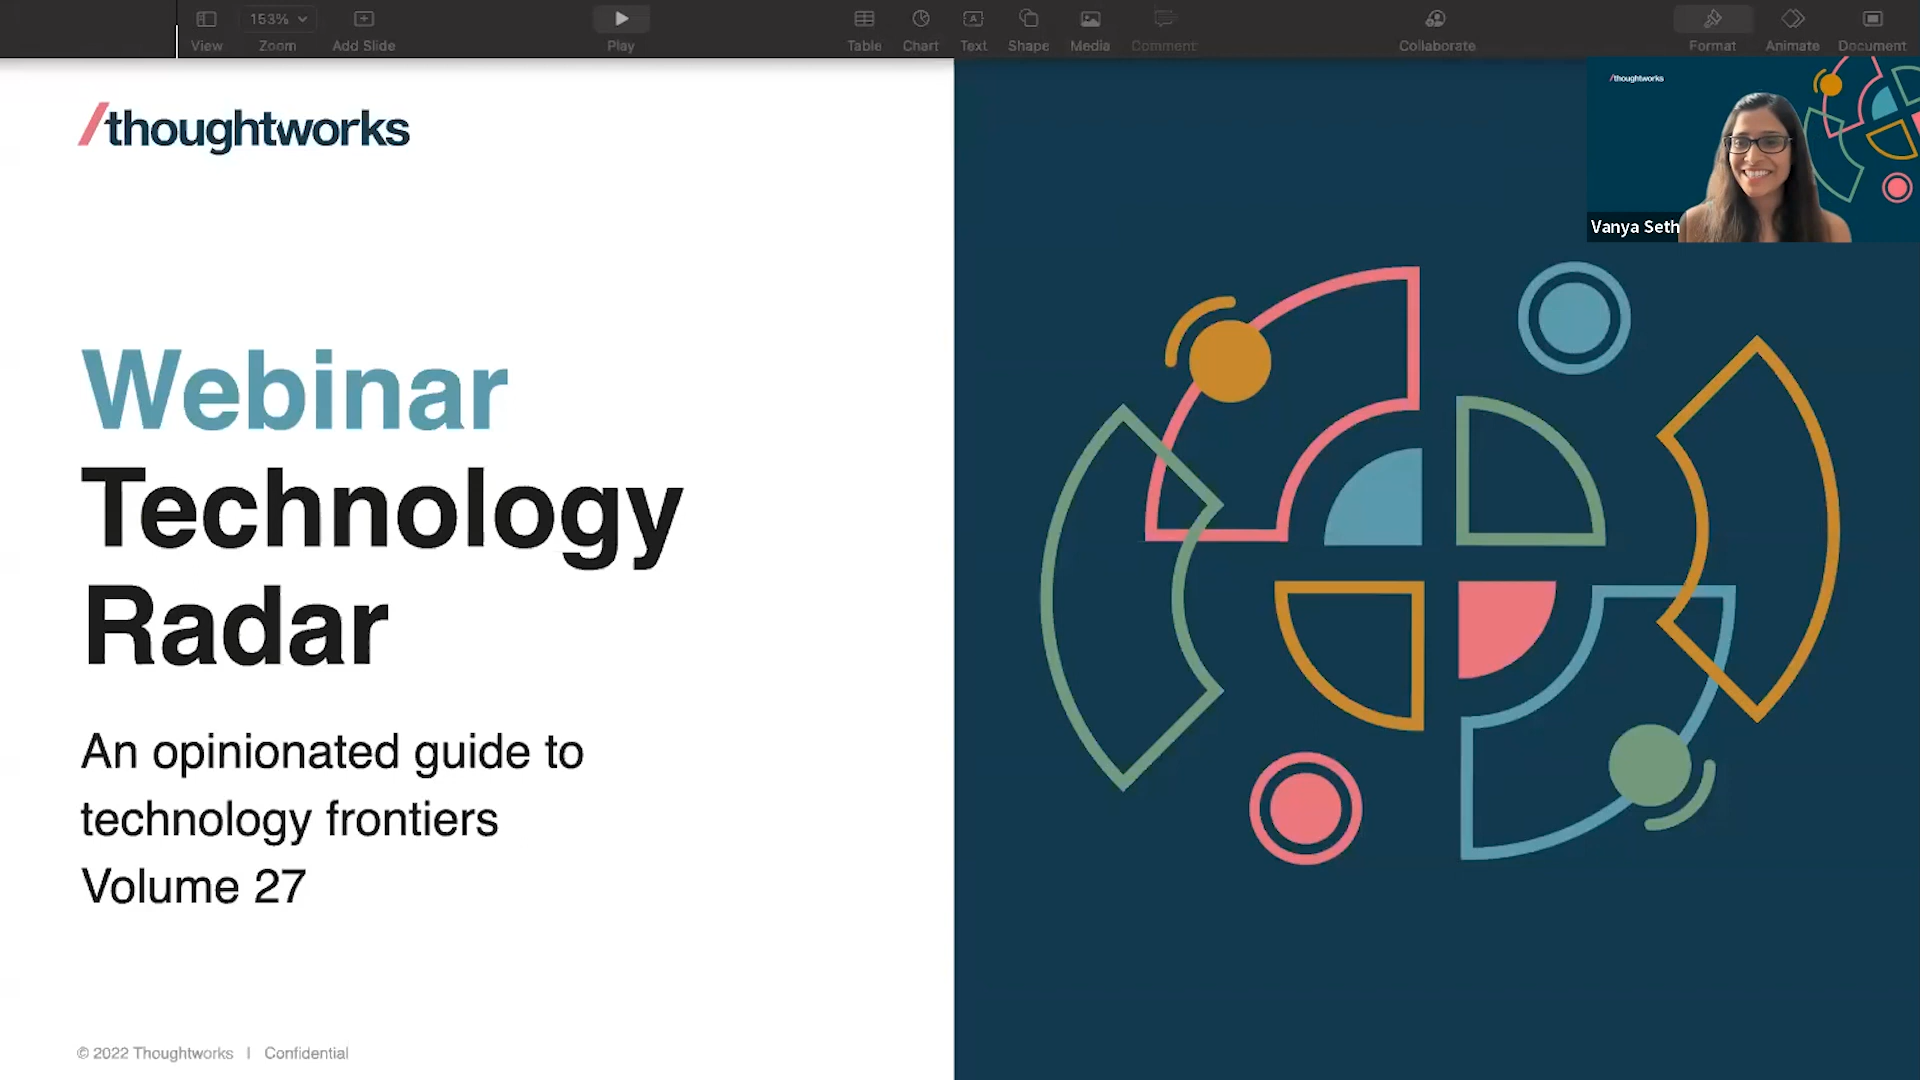 153%
View
Zoom
Add Slide
Play
Table
Chart
Text
Shape
Media
Comment
Collaborate
Format
Animate
Document
/thoughtworks
/thoughtworks
Vanya Seth
Webinar
Technology
Radar
An opinionated guide to
technology frontiers
Volume 27
© 2022 Thoughtworks | Confidential